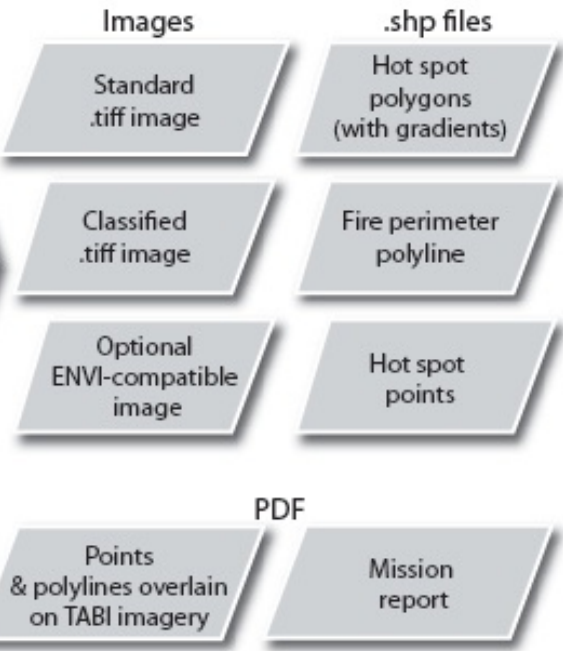 Images
.shp files
Standard
.tiff image
Hot spot
polygons
(with gradients)
Classified
.tiff image
Fire perimeter
polyline
Optional
ENVI-compatible
image
Hot spot
points
PDF
Points
& polylines overlain
on TABI imagery
Mission
report